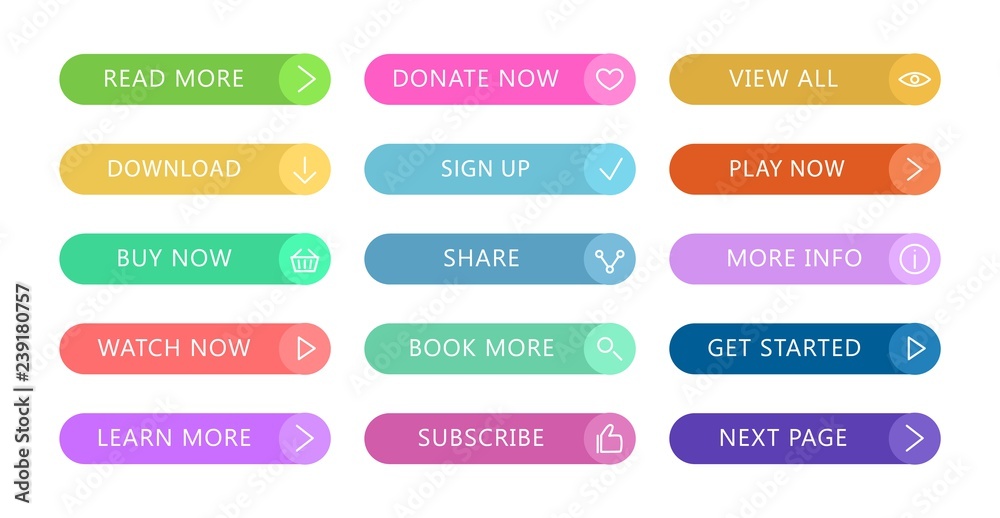 READ MORE
DONATE NOW
VIEW ALL
DOWNLOAD
SIGN UP
PLAY NOW
BUY NOW
SHARE
MORE INFO
WATCH NOW
BOOK MORE
GET STARTED
LEARN MORE
SUBSCRIBE
NEXT PAGE
Adobe Stock | #239180757